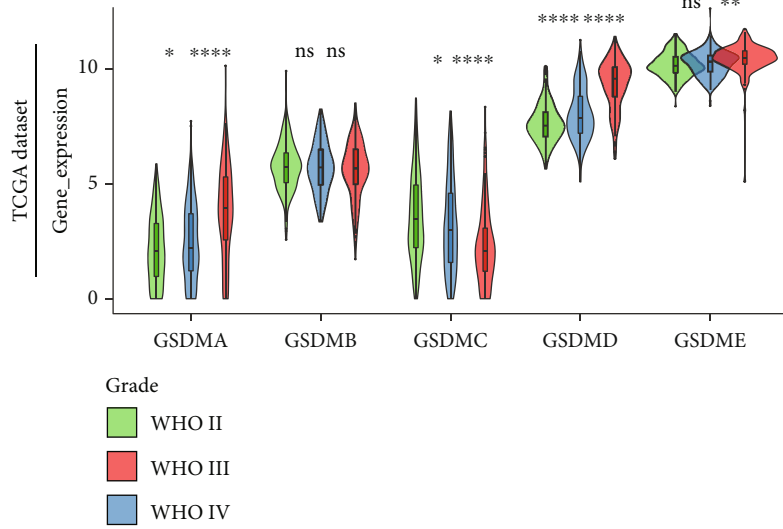 ns **
* **** ns ns * **** **** ****
TCGA dataset
Gene_expression
10
5
0
GSDMA GSDMB GSDMC GSDMD GSDME
Grade
WHO II
WHO III
WHO IV